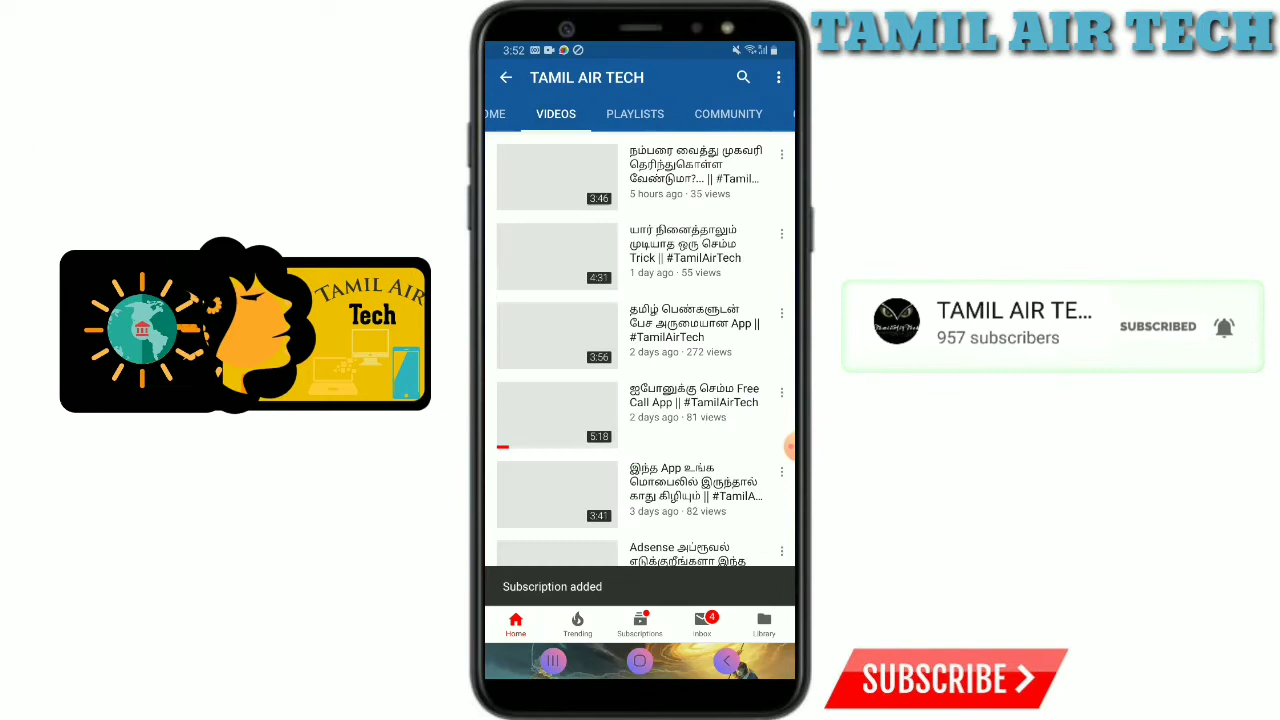 TAMIL AIR TECH
3:52
TAMIL AIR TECH
OME VIDEOS PLAYLISTS COMMUNITY
நம்பரை வைத்து முகவரி
தெரிந்துகொள்ள
வேண்டுமா?... || #Tamil...
5 hours ago · 35 views
3:46
யார் நினைத்தாலும்
முடியாத ஒரு செம்ம
Trick || #TamilAirTech
1 day ago · 55 views
4:31
தமிழ் பெண்களுடன்
பேச அருமையான App ||
#TamilAirTech
2 days ago · 272 views
3:56
ஐபோனுக்கு செம்ம Free
Call App || #TamilAirTech
2 days ago · 81 views
5:18
இந்த App உங்க
மொபைலில் இருந்தால்
காது கிழியும் || #TamilA...
3 days ago · 82 views
3:41
Adsense அப்ரூவல்
எடுக்குறீங்களா இந்த
Subscription added
Home Trending Subscriptions Inbox Library
4
TAMIL AIR
Tech
TAMIL AIR TE...
957 subscribers
SUBSCRIBED
SUBSCRIBE